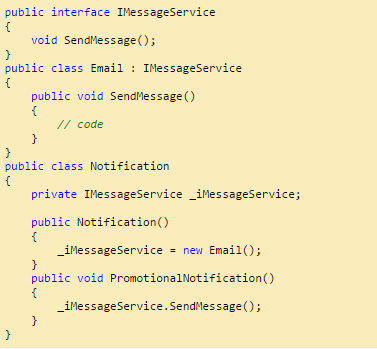 public interface IMessageService
{
    void SendMessage();
}
public class Email : IMessageService
{
    public void SendMessage()
    {
        // code
    }
}
public class Notification
{
    private IMessageService _iMessageService;

    public Notification()
    {
        _iMessageService = new Email();
    }
    public void PromotionalNotification()
    {
        _iMessageService.SendMessage();
    }
}